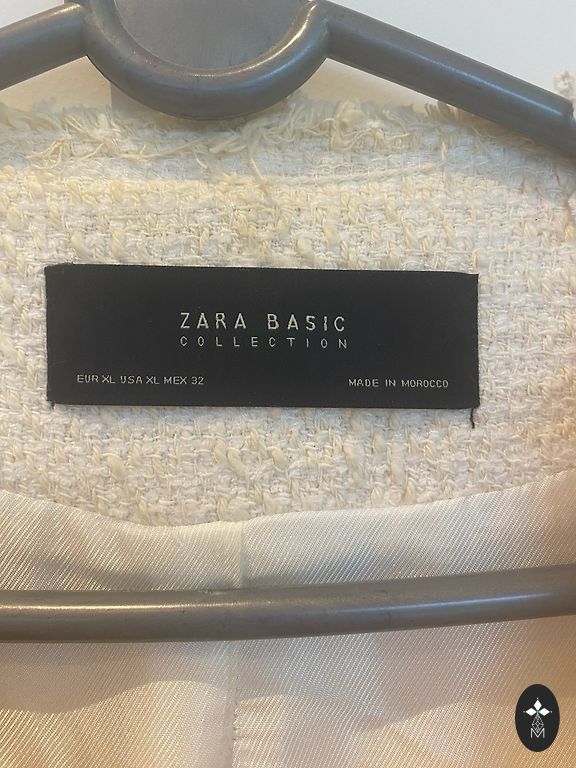 ZARA BASIC
COLLECTION
EUR XL USA XL MEX 32 MADE IN MOROCCO
M